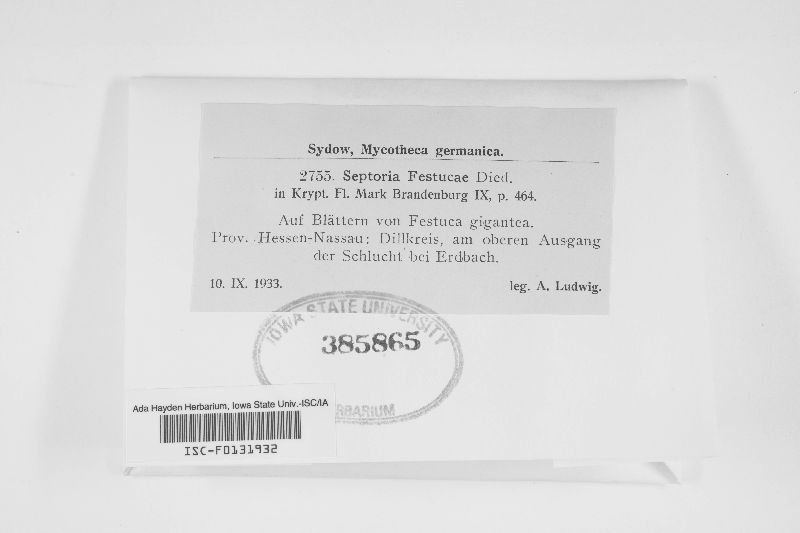 Sydow, Mycotheca germanica.
2755. Septoria Festucae Died.
in Krypt. Fl. Mark Brandenburg IX, p. 464.
Auf Blättern von Festuca gigantea.
Prov. Hessen-Nassau: Dillkreis, am oberen Ausgang
der Schlucht bei Erdbach.
10. IX. 1933. leg. A. Ludwig.
IOWA STATE UNIVERSITY
385865
RBARIUM
Ada Hayden Herbarium, Iowa State Univ.-ISC/IA
ISC-F0131932